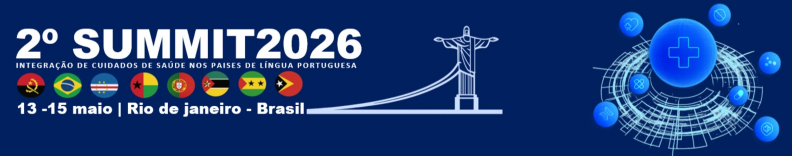 2º SUMMIT2026
INTEGRAÇÃO DE CUIDADOS DE SAÚDE NOS PAISES DE LÍNGUA PORTUGUESA
13 -15 maio | Rio de janeiro - Brasil